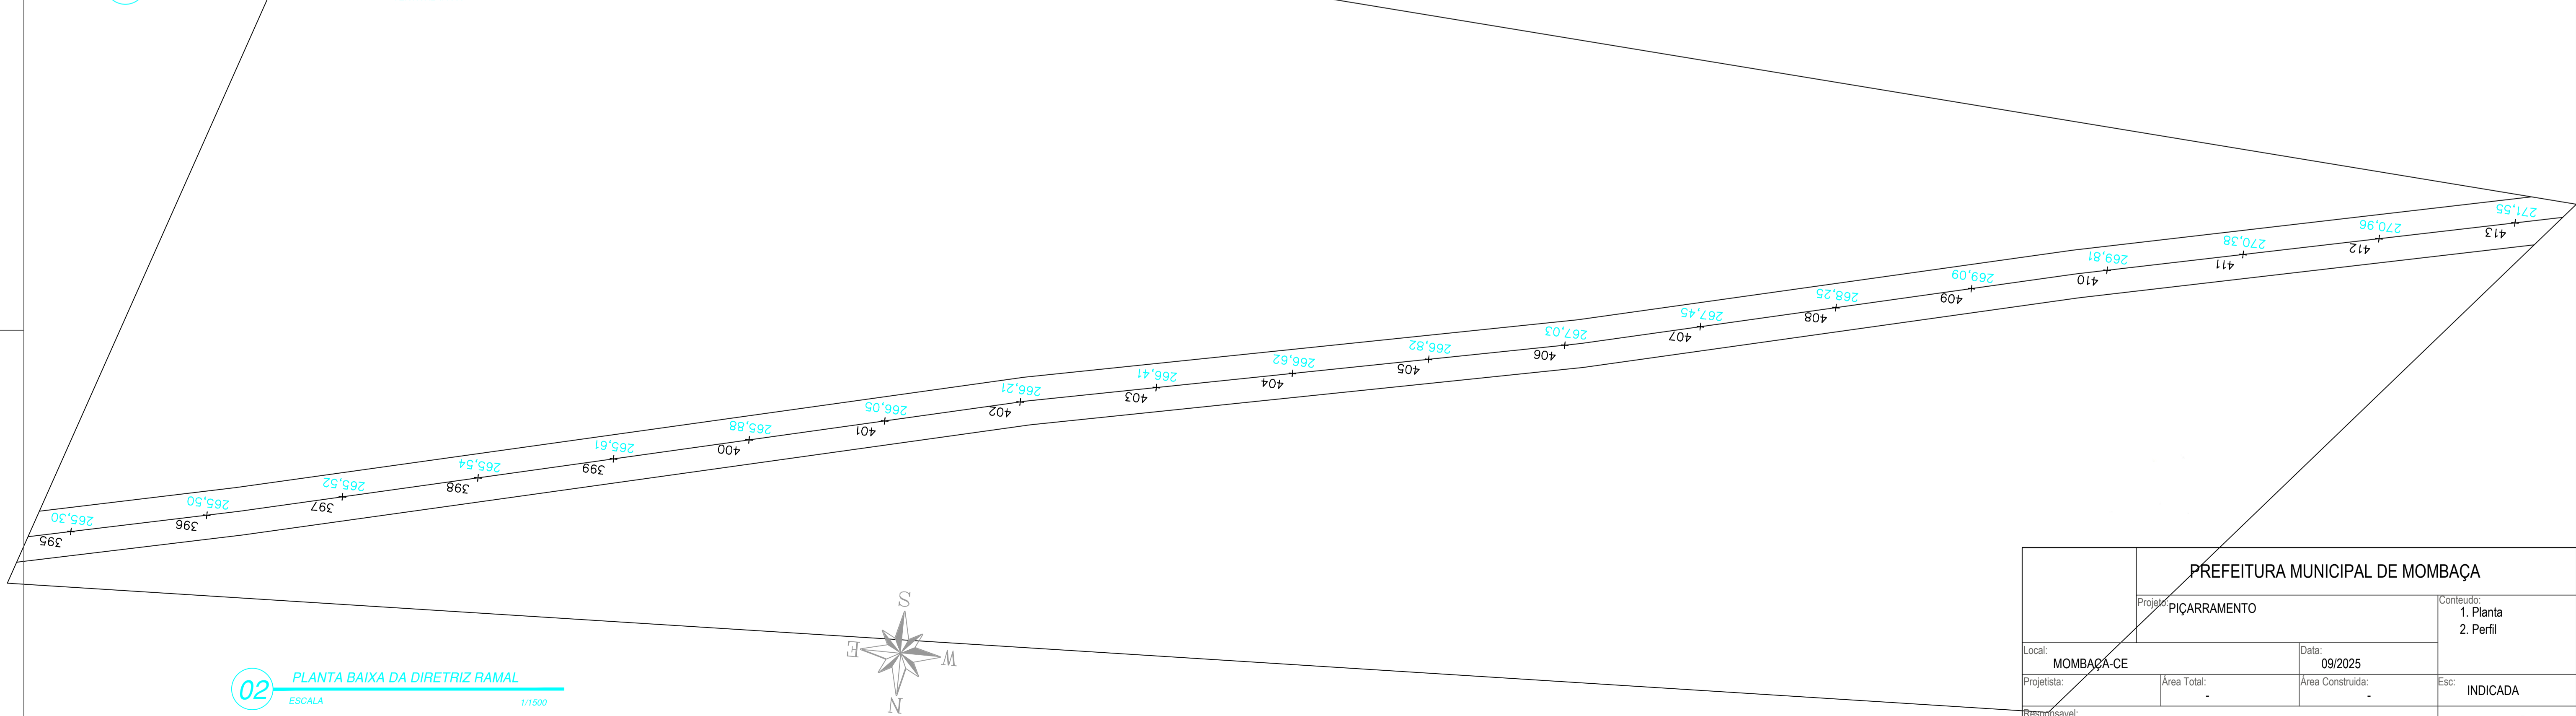 271,55
413
270,96
412
270,38
411
269,81
410
269,09
409
268,25
408
267,45
407
267,03
406
266,82
405
266,62
404
266,41
403
266,21
402
266,05
401
265,88
400
265,61
399
265,54
398
265,52
397
265,50
396
265,30
395
S
E
W
N
02
PLANTA BAIXA DA DIRETRIZ RAMAL
ESCALA 1/1500
PREFEITURA MUNICIPAL DE MOMBAÇA
Projeto: PIÇARRAMENTO
Conteudo:
1. Planta
2. Perfil
Local:
MOMBAÇA-CE
Data:
09/2025
Projetista:
Área Total:
-
Área Construida:
-
Esc:
INDICADA
Responsavel: